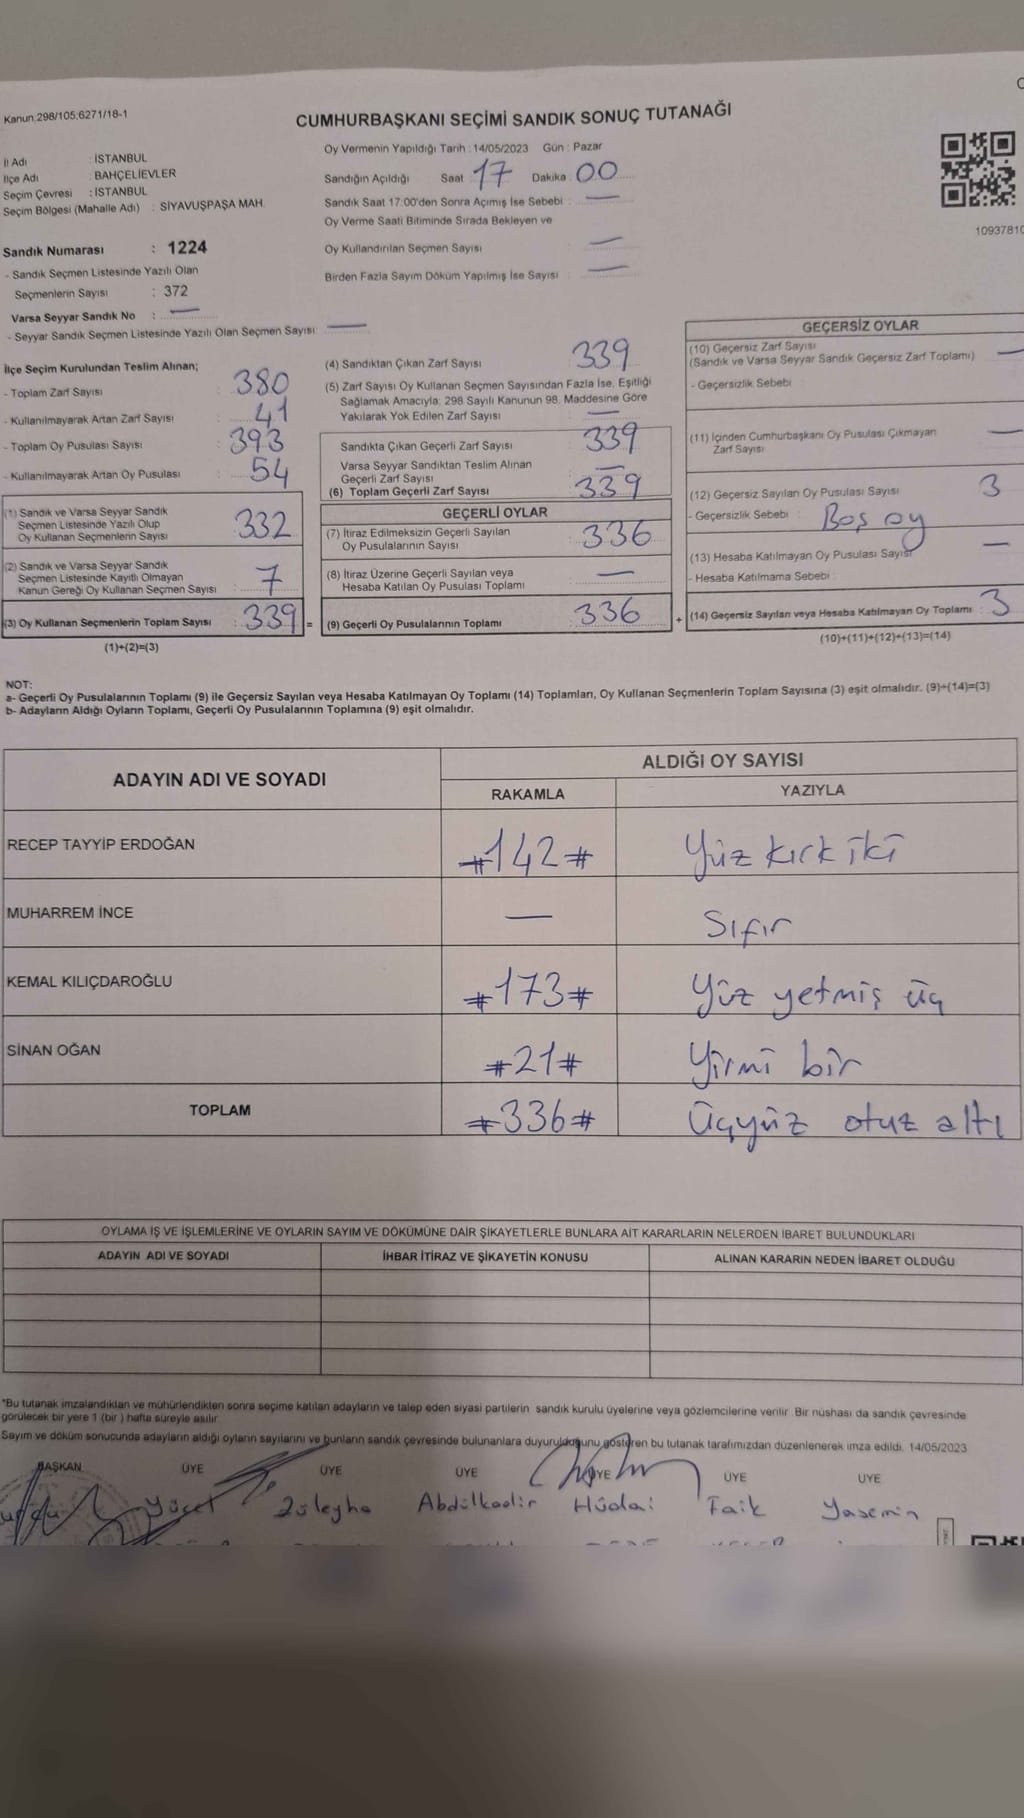 Kanun,298/105;6271/18-1
CUMHURBAŞKANI SEÇİMİ SANDIK SONUÇ TUTANAĞI
İl Adı : İSTANBUL
İlçe Adı : BAHÇELİEVLER
Seçim Çevresi : İSTANBUL
Seçim Bölgesi (Mahalle Adı) : SİYAVUŞPAŞA MAH.
Sandık Numarası : 1224
- Sandık Seçmen Listesinde Yazılı Olan
Seçmenlerin Sayısı : 372
Varsa Seyyar Sandık No : —
- Seyyar Sandık Seçmen Listesinde Yazılı Olan Seçmen Sayısı: —
Oy Vermenin Yapıldığı Tarih : 14/05/2023 Gün : Pazar
Sandığın Açıldığı Saat : 17 Dakika : 00
Sandık Saat 17:00'den Sonra Açımış İse Sebebi : —
Oy Verme Saati Bitiminde Sırada Bekleyen ve
Oy Kullandırılan Seçmen Sayısı : —
Birden Fazla Sayım Döküm Yapılmış İse Sayısı : —
1093781
İlçe Seçim Kurulundan Teslim Alınan;
- Toplam Zarf Sayısı : 380
- Kullanılmayarak Artan Zarf Sayısı : 41
- Toplam Oy Pusulası Sayısı : 393
- Kullanılmayarak Artan Oy Pusulası : 54
(1) Sandık ve Varsa Seyyar Sandık
Seçmen Listesinde Yazılı Olup
Oy Kullanan Seçmenlerin Sayısı : 332
(2) Sandık ve Varsa Seyyar Sandık
Seçmen Listesinde Kayıtlı Olmayan
Kanun Gereği Oy Kullanan Seçmen Sayısı : 7
(3) Oy Kullanan Seçmenlerin Toplam Sayısı : 339 =
(1)+(2)=(3)
(4) Sandıktan Çıkan Zarf Sayısı : 339
(5) Zarf Sayısı Oy Kullanan Seçmen Sayısından Fazla İse, Eşitliği
Sağlamak Amacıyla: 298 Sayılı Kanunun 98. Maddesine Göre
Yakılarak Yok Edilen Zarf Sayısı : —
Sandıkta Çıkan Geçerli Zarf Sayısı : 339
Varsa Seyyar Sandıktan Teslim Alınan
Geçerli Zarf Sayısı : —
(6) Toplam Geçerli Zarf Sayısı : 339
GEÇERLİ OYLAR
(7) İtiraz Edilmeksizin Geçerli Sayılan
Oy Pusulalarının Sayısı : 336
(8) İtiraz Üzerine Geçerli Sayılan veya
Hesaba Katılan Oy Pusulası Toplamı : —
(9) Geçerli Oy Pusulalarının Toplamı : 336 +
GEÇERSİZ OYLAR
(10) Geçersiz Zarf Sayısı
(Sandık ve Varsa Seyyar Sandık Geçersiz Zarf Toplamı) : —
- Geçersizlik Sebebi :
(11) İçinden Cumhurbaşkanı Oy Pusulası Çıkmayan
Zarf Sayısı : —
(12) Geçersiz Sayılan Oy Pusulası Sayısı : 3
- Geçersizlik Sebebi : Boş oy
(13) Hesaba Katılmayan Oy Pusulası Sayısı : —
- Hesaba Katılmama Sebebi :
(14) Geçersiz Sayılan veya Hesaba Katılmayan Oy Toplamı : 3
(10)+(11)+(12)+(13)=(14)
NOT:
a- Geçerli Oy Pusulalarının Toplamı (9) ile Geçersiz Sayılan veya Hesaba Katılmayan Oy Toplamı (14) Toplamları, Oy Kullanan Seçmenlerin Toplam Sayısına (3) eşit olmalıdır. (9)+(14)=(3)
b- Adayların Aldığı Oyların Toplamı, Geçerli Oy Pusulalarının Toplamına (9) eşit olmalıdır.
ADAYIN ADI VE SOYADI ALDIĞI OY SAYISI
RAKAMLA YAZIYLA
RECEP TAYYİP ERDOĞAN #142# Yüz kırk iki
MUHARREM İNCE — Sıfır
KEMAL KILIÇDAROĞLU #173# Yüz yetmiş üç
SİNAN OĞAN #21# Yirmi bir
TOPLAM #336# Üçyüz otuz altı
OYLAMA İŞ VE İŞLEMLERİNE VE OYLARIN SAYIM VE DÖKÜMÜNE DAİR ŞİKAYETLERLE BUNLARA AİT KARARLARIN NELERDEN İBARET BULUNDUKLARI
ADAYIN ADI VE SOYADI İHBAR İTİRAZ VE ŞİKAYETİN KONUSU ALINAN KARARIN NEDEN İBARET OLDUĞU
*Bu tutanak imzalandıktan ve mühürlendikten sonra seçime katılan adayların ve talep eden siyasi partilerin sandık kurulu üyelerine veya gözlemcilerine verilir. Bir nüshası da sandık çevresinde
görülecek bir yere 1 (bir ) hafta süreyle asılır.
Sayım ve döküm sonucunda adayların aldığı oyların sayılarını ve bunların sandık çevresinde bulunanlara duyurulduğunu gösteren bu tutanak tarafımızdan düzenlenerek imza edildi. 14/05/2023
BAŞKAN ÜYE ÜYE ÜYE ÜYE ÜYE ÜYE
Yücel Züleyha Abdülkadir Hüdai Faik Yasemin